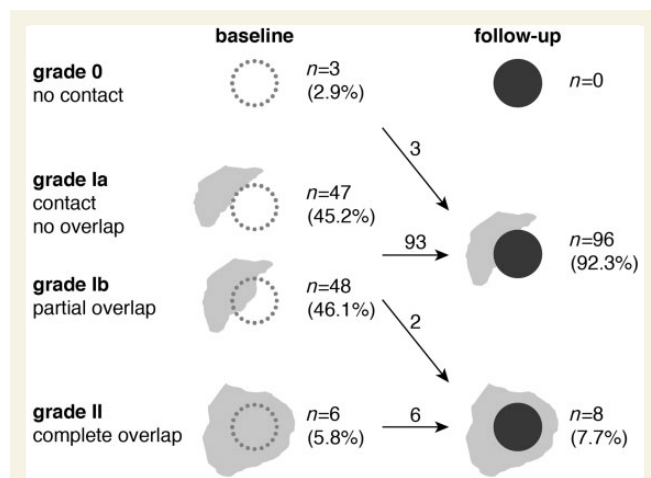 baseline follow-up
grade 0
no contact
n=3
(2.9%)
n=0
3
grade Ia
contact
no overlap
n=47
(45.2%)
93
n=96
(92.3%)
grade Ib
partial overlap
n=48
(46.1%)
2
grade II
complete overlap
n=6
(5.8%)
6
n=8
(7.7%)